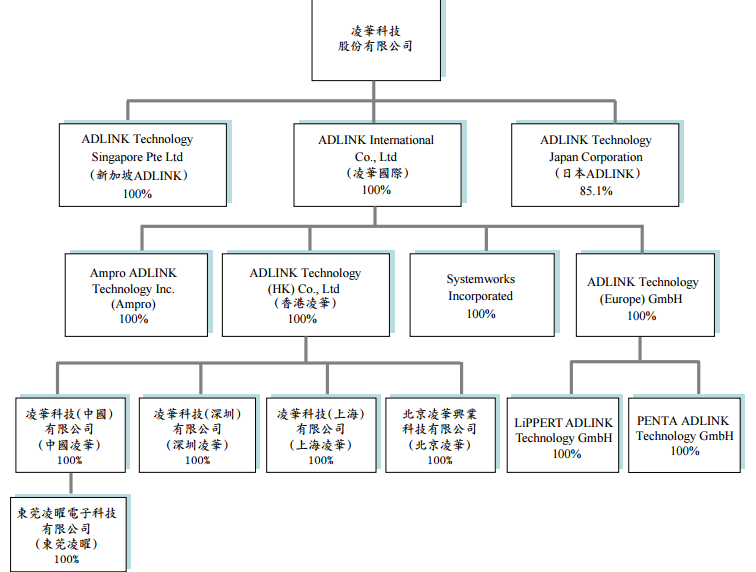 凌華科技
股份有限公司
ADLINK Technology
Singapore Pte Ltd
(新加坡ADLINK)
100%
ADLINK International
Co., Ltd
(凌華國際)
100%
ADLINK Technology
Japan Corporation
(日本ADLINK)
85.1%
Ampro ADLINK
Technology Inc.
(Ampro)
100%
ADLINK Technology
(HK) Co., Ltd
(香港凌華)
100%
Systemworks
Incorporated
100%
ADLINK Technology
(Europe) GmbH
100%
凌華科技(中國)
有限公司
(中國凌華)
100%
凌華科技(深圳)
有限公司
(深圳凌華)
100%
凌華科技(上海)
有限公司
(上海凌華)
100%
北京凌華興業
科技有限公司
(北京凌華)
100%
LiPPERT ADLINK
Technology GmbH
100%
PENTA ADLINK
Technology GmbH
100%
東莞凌曜電子科技
有限公司
(東莞凌曜)
100%